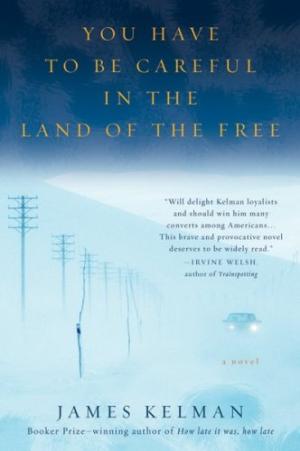 YOU HAVE
TO BE CAREFUL
IN THE
LAND OF THE FREE
"Will delight Kelman loyalists
and should win him many
converts among Americans...
This brave and provocative novel
deserves to be widely read."
—IRVINE WELSH,
author of Trainspotting
a novel
JAMES KELMAN
Booker Prize–winning author of How late it was, how late